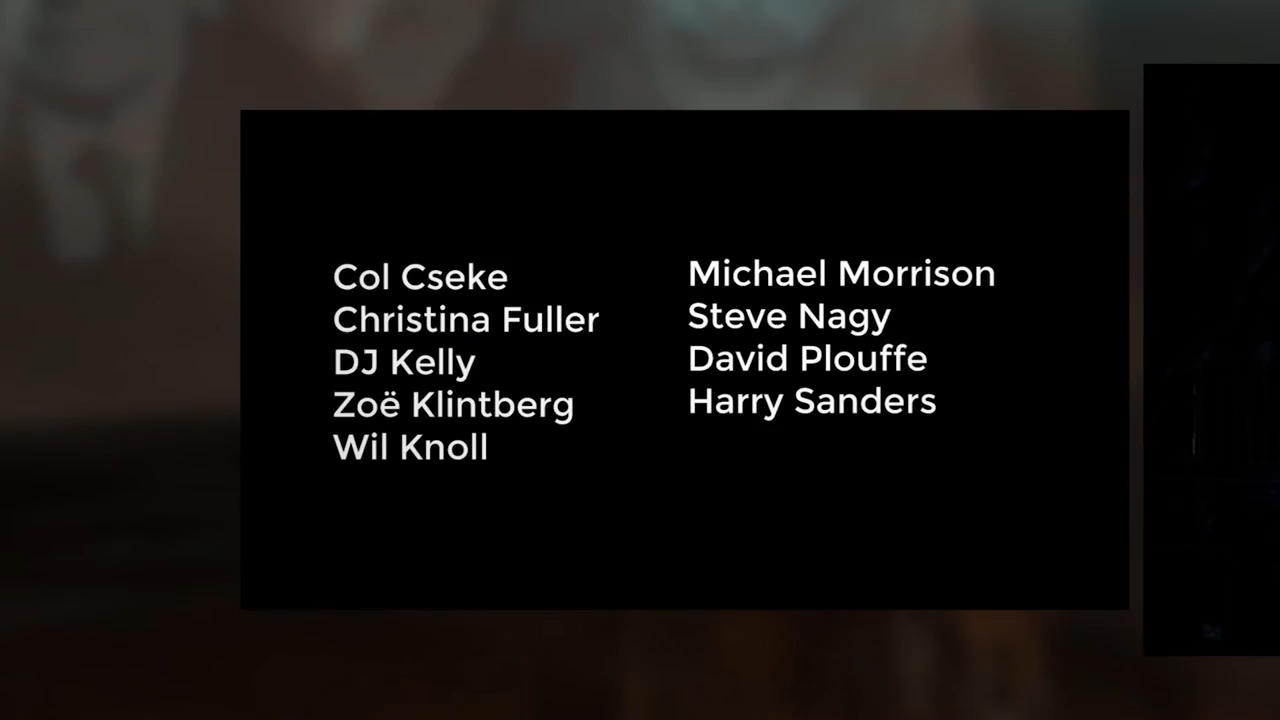 Col Cseke
Christina Fuller
DJ Kelly
Zoë Klintberg
Wil Knoll
Michael Morrison
Steve Nagy
David Plouffe
Harry Sanders